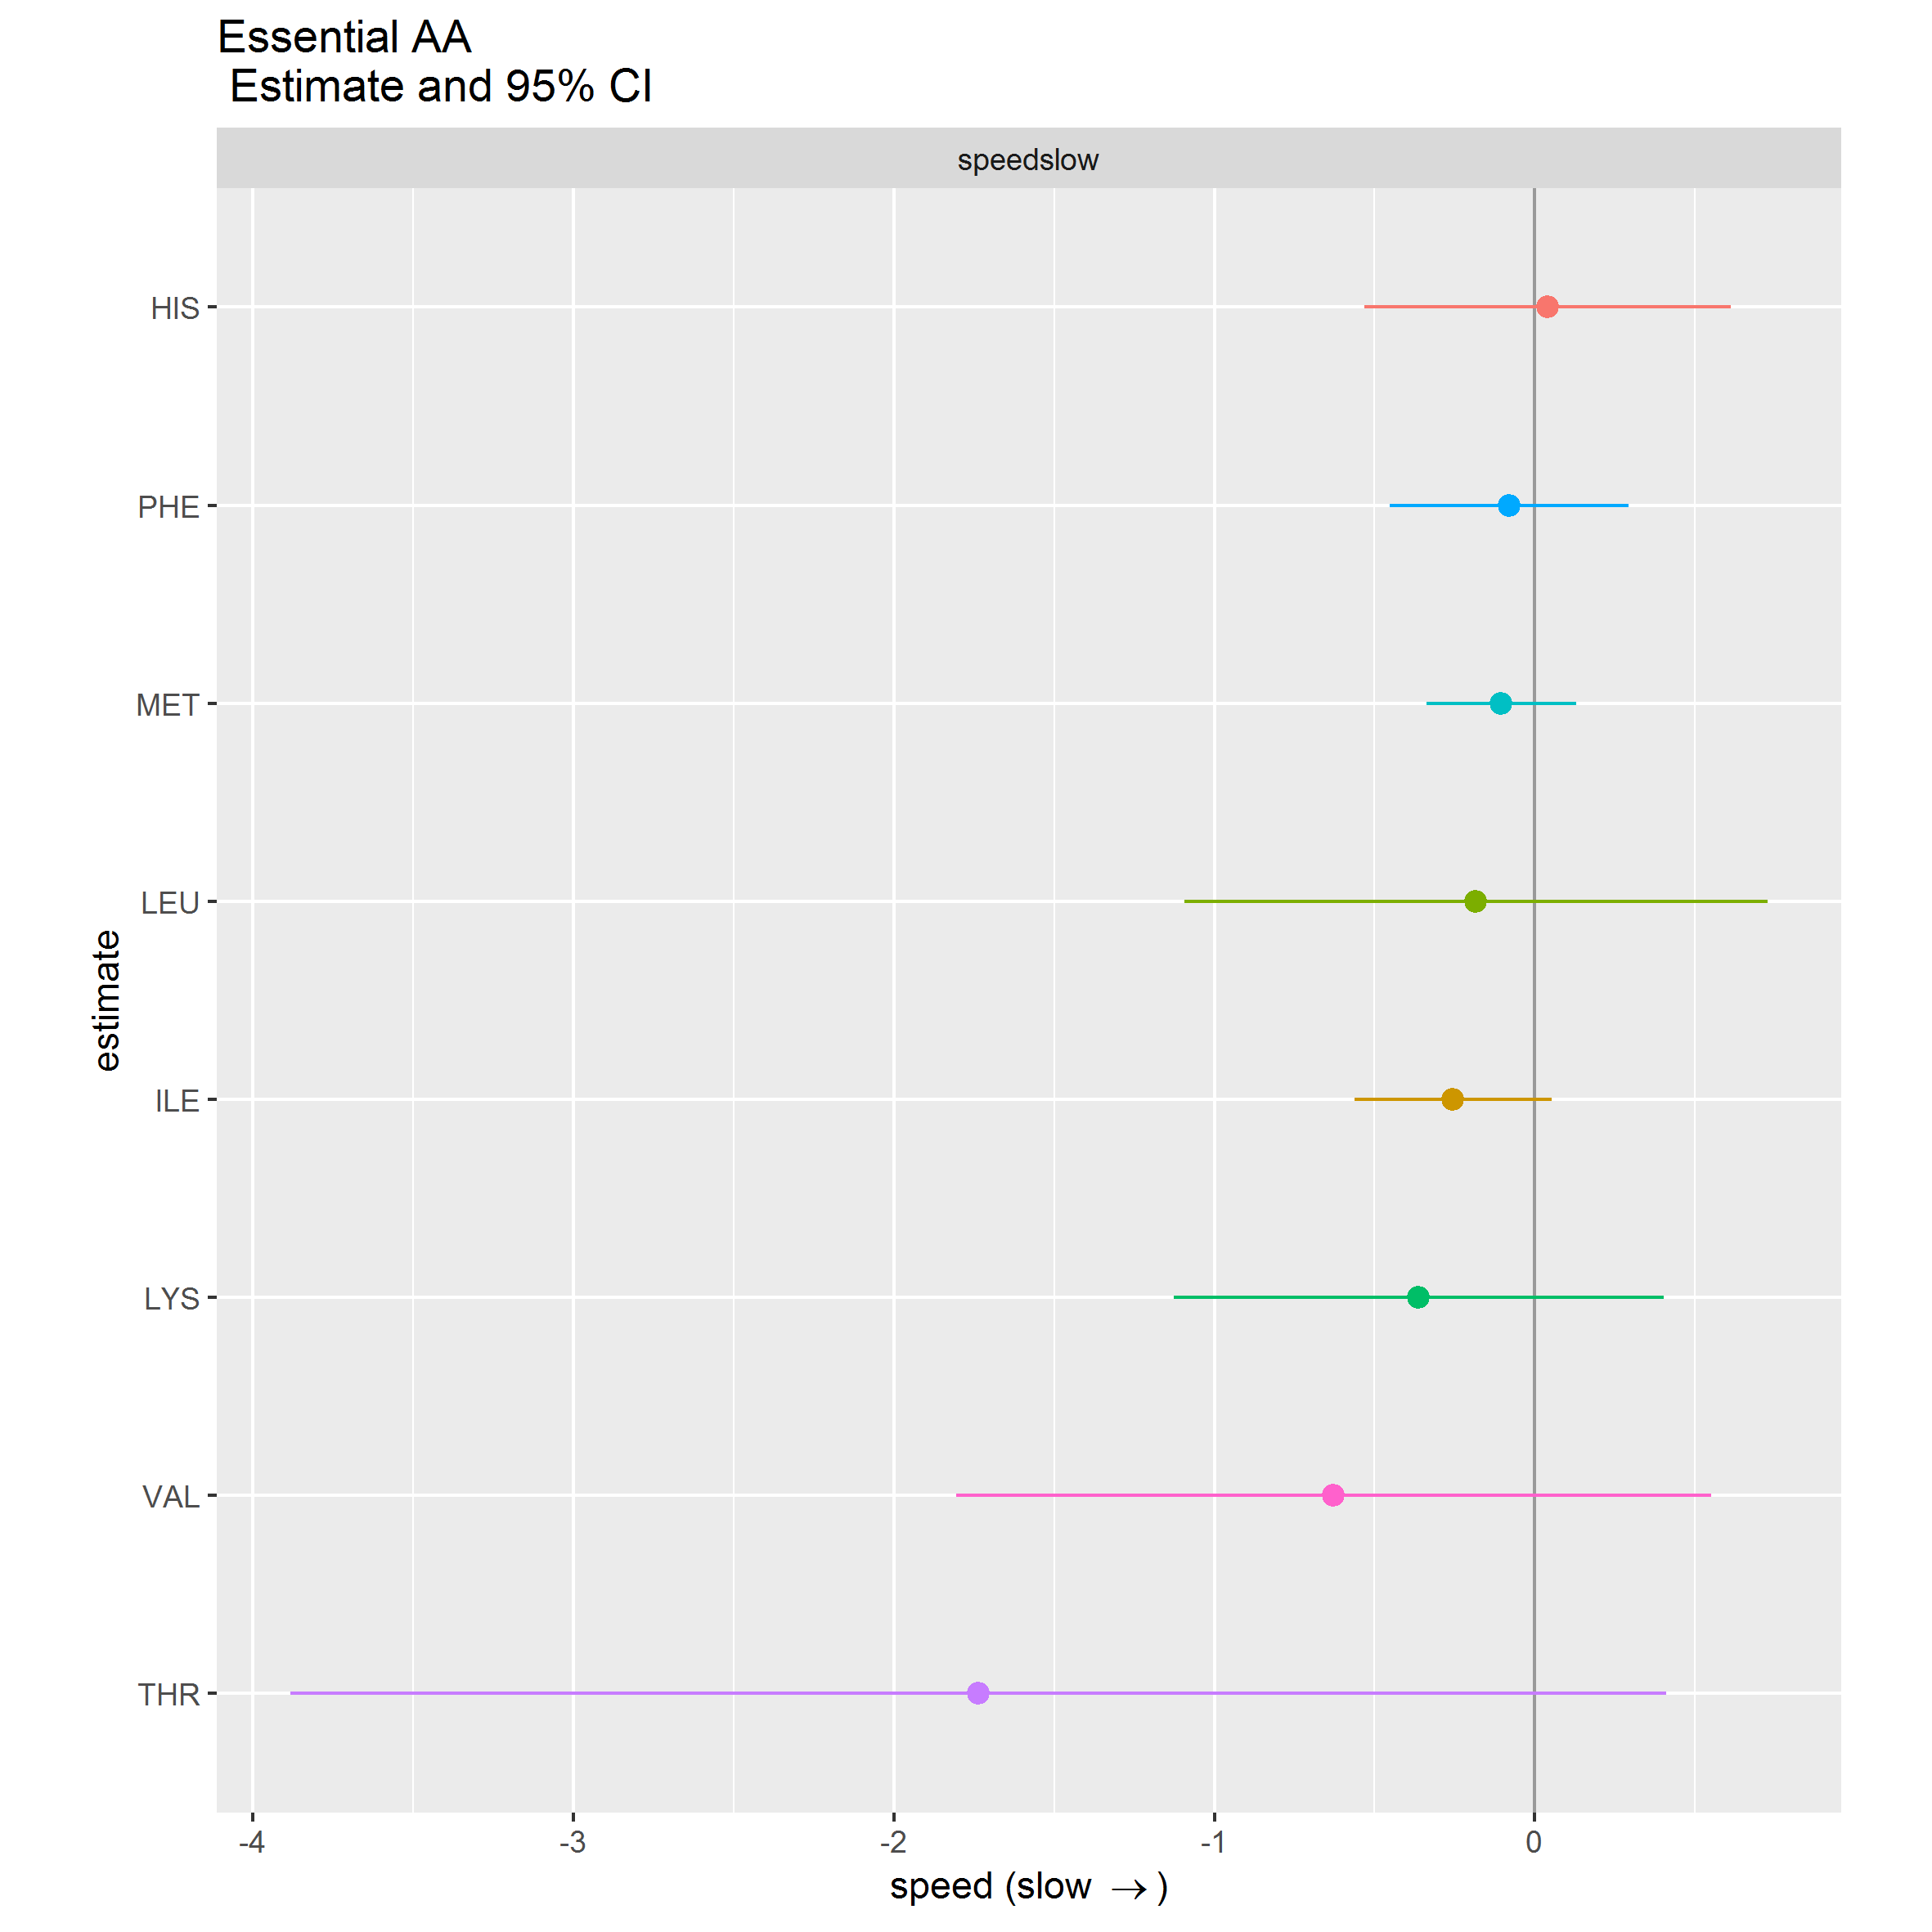 Essential AA
Estimate and 95% CI
speedslow
HIS
PHE
MET
LEU
ILE
LYS
VAL
THR
estimate
-4 -3 -2 -1 0
speed (slow → )